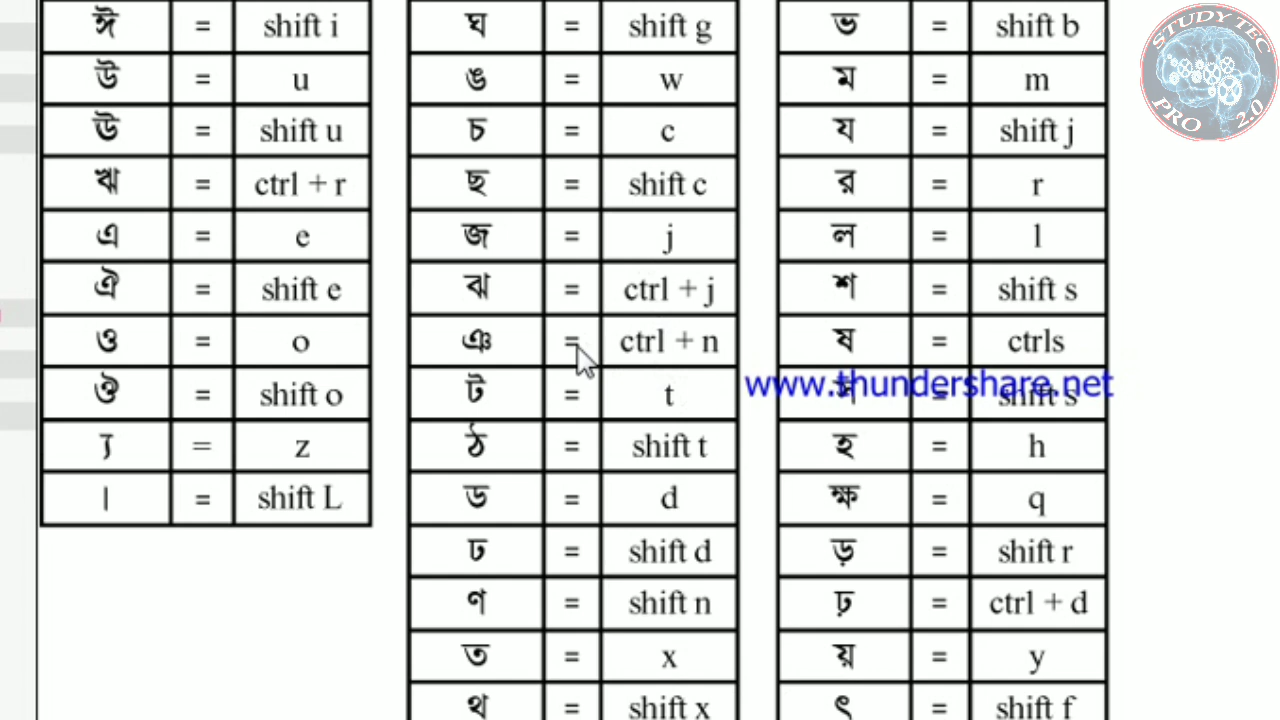 ঈ = shift i
উ = u
ঊ = shift u
ঋ = ctrl + r
এ = e
ঐ = shift e
ও = o
ঔ = shift o
্য = z
। = shift L
ঘ = shift g
ঙ = w
চ = c
ছ = shift c
জ = j
ঝ = ctrl + j
ঞ = ctrl + n
ট = t
ঠ = shift t
ড = d
ঢ = shift d
ণ = shift n
ত = x
থ = shift x
ভ = shift b
ম = m
য = shift j
র = r
ল = l
শ = shift s
ষ = ctrls
স = shift s
হ = h
ক্ষ = q
ড় = shift r
ঢ় = ctrl + d
য় = y
ৎ = shift f
www.thundershare.net
STUDY TEC
PRO 2.0